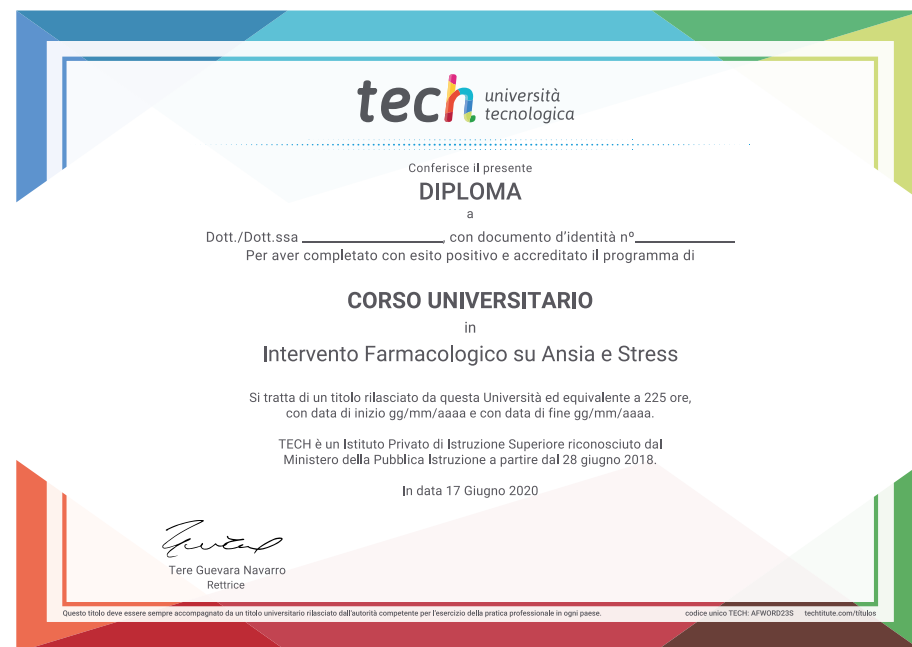 tech università
tecnologica
Conferisce il presente
DIPLOMA
a
Dott./Dott.ssa ____________________, con documento d'identità nº______________
Per aver completato con esito positivo e accreditato il programma di
CORSO UNIVERSITARIO
in
Intervento Farmacologico su Ansia e Stress
Si tratta di un titolo rilasciato da questa Università ed equivalente a 225 ore,
con data di inizio gg/mm/aaaa e con data di fine gg/mm/aaaa.
TECH è un Istituto Privato di Istruzione Superiore riconosciuto dal
Ministero della Pubblica Istruzione a partire dal 28 giugno 2018.
In data 17 Giugno 2020
Tere Guevara Navarro
Rettrice
Questo titolo deve essere sempre accompagnato da un titolo universitario rilasciato dall'autorità competente per l'esercizio della pratica professionale in ogni paese. codice unico TECH: AFWORD23S techtitute.com/títulos